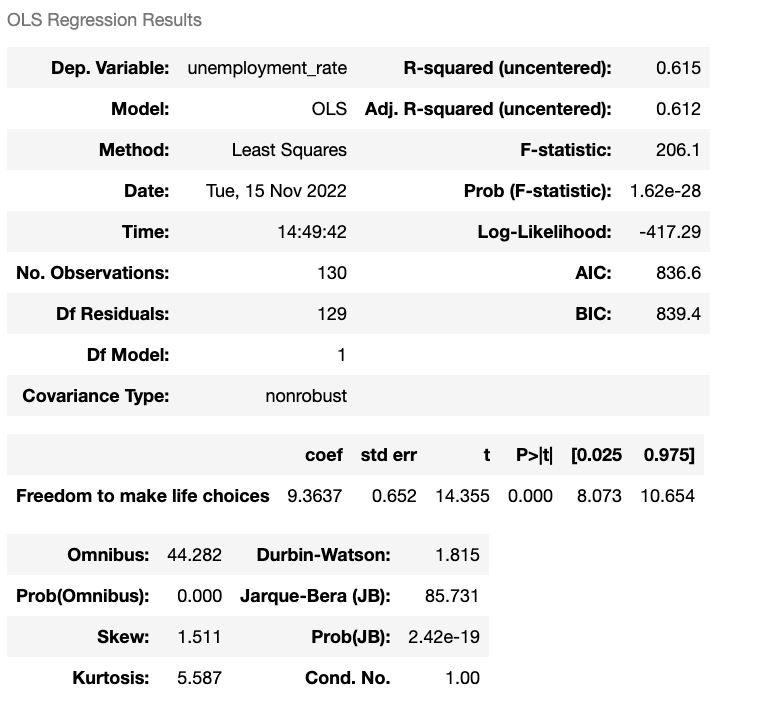 OLS Regression Results
Dep. Variable: unemployment_rate R-squared (uncentered): 0.615
Model: OLS Adj. R-squared (uncentered): 0.612
Method: Least Squares F-statistic: 206.1
Date: Tue, 15 Nov 2022 Prob (F-statistic): 1.62e-28
Time: 14:49:42 Log-Likelihood: -417.29
No. Observations: 130 AIC: 836.6
Df Residuals: 129 BIC: 839.4
Df Model: 1
Covariance Type: nonrobust
coef std err t P>|t| [0.025 0.975]
Freedom to make life choices 9.3637 0.652 14.355 0.000 8.073 10.654
Omnibus: 44.282 Durbin-Watson: 1.815
Prob(Omnibus): 0.000 Jarque-Bera (JB): 85.731
Skew: 1.511 Prob(JB): 2.42e-19
Kurtosis: 5.587 Cond. No. 1.00